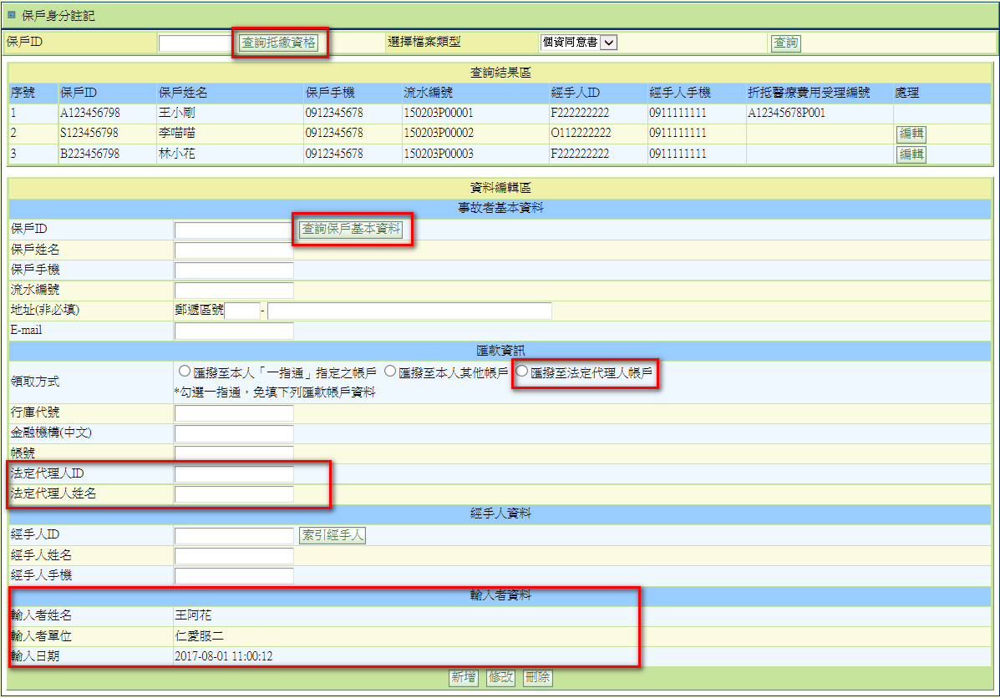 保戶身分註記
保戶ID 查詢抵繳資格 選擇檔案類型 個資同意書 查詢
查詢結果區
序號 保戶ID 保戶姓名 保戶手機 流水編號 經手人ID 經手人手機 折抵醫療費用受理編號 處理
1 A123456798 王小剛 0912345678 150203P00001 F222222222 0911111111 A12345678P001
2 S123456798 李喵喵 0912345678 150203P00002 O112222222 0911111111 編輯
3 B223456798 林小花 0912345678 150203P00003 F222222222 0911111111 編輯
資料編輯區
事故者基本資料
保戶ID 查詢保戶基本資料
保戶姓名
保戶手機
流水編號
地址(非必填) 郵遞區號 -
E-mail
匯款資訊
領取方式 匯撥至本人「一指通」指定之帳戶 匯撥至本人其他帳戶 匯撥至法定代理人帳戶
*勾選一指通，免填下列匯款帳戶資料
行庫代號
金融機構(中文)
帳號
法定代理人ID
法定代理人姓名
經手人資料
經手人ID 索引經手人
經手人姓名
經手人手機
輸入者資料
輸入者姓名 王阿花
輸入者單位 仁愛服二
輸入日期 2017-08-01 11:00:12
新增 修改 刪除